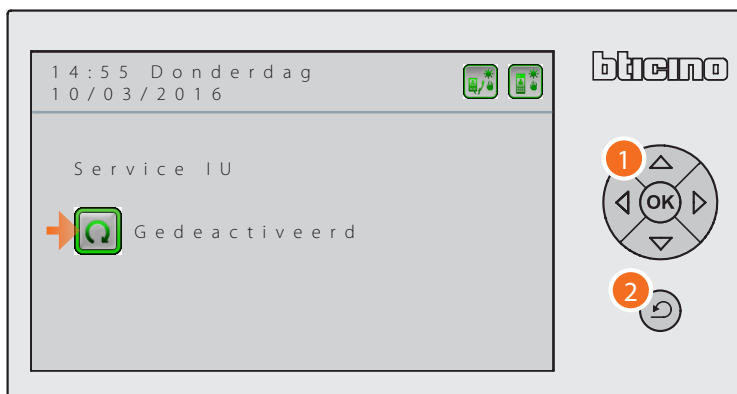 14:55 Donderdag
10/03/2016
bticino
Service IU
Gedeactiveerd
1
OK
2